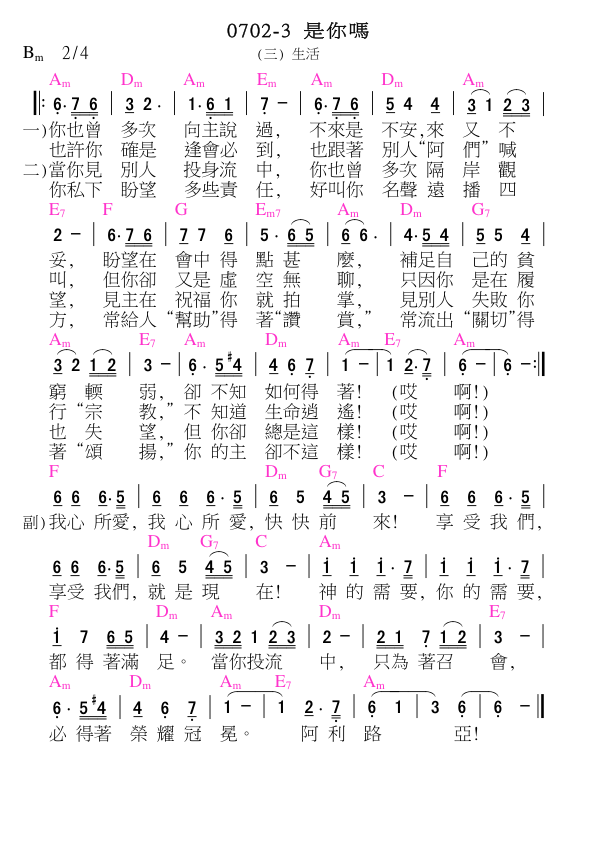 0702-3 是你嗎
Bm 2/4 (三) 生活
Am Dm Am Em Am Dm Am
‖: 6· 7 6 | 3 2 · | 1· 6 1 | 7 – | 6· 7 6 | 5 4 4 | 3 1 2 3 |
一)你也曾 多次 向主說 過, 不來是 不安,來 又 不
也許你 確是 逢會必 到, 也跟著 別人“阿 們”喊
二)當你見 別人 投身流 中, 你也曾 多次 隔 岸 觀
你私下 盼望 多些責 任, 好叫你 名聲 遠 播 四
E7 F G Em7 Am Dm G7
2 – | 6· 7 6 | 7 7 6 | 5 · 6 5 | 6 6 · | 4· 5 4 | 5 5 4 |
妥, 盼望在 會中 得 點 甚 麼, 補足自 己的 貧
叫, 但你卻 又是 虛 空 無 聊, 只因你 是在 履
望, 見主在 祝福 你 就 拍 掌, 見別人 失敗 你
方, 常給人 “幫助”得 著“讚 賞,” 常流出 “關切”得
Am E7 Am Dm Am E7 Am
3 2 1 2 | 3 – | 6 · 5 #4 | 4 6 7 | 1 – | 1 2 · 7 | 6 – | 6 – :‖
窮 輭 弱, 卻 不知 如何得 著! (哎 啊!)
行 “宗 教,” 不 知道 生命逍 遙! (哎 啊!)
也 失 望, 但 你卻 總是這 樣! (哎 啊!)
著 “頌 揚,” 你 的主 卻不這 樣! (哎 啊!)
F Dm G7 C F
6 6 6 · 5 | 6 6 6 · 5 | 6 5 4 5 | 3 – | 6 6 6 · 5 |
副)我心 所愛, 我 心 所 愛, 快 快 前 來! 享 受 我 們,
Dm G7 C Am
6 6 6 · 5 | 6 5 4 5 | 3 – | i i i · 7 | i i i · 7 |
享受 我們, 就 是 現 在! 神 的 需 要, 你 的 需 要,
F Dm Am Dm E7
i 7 6 5 | 4 – | 3 2 1 2 3 | 2 – | 2 1 7 1 2 | 3 – |
都 得 著滿 足。 當你投流 中, 只為 著召 會,
Am Dm Am E7 Am
6 · 5 #4 | 4 6 7 | 1 – | 1 2 · 7 | 6 1 | 3 6 | 6 – ‖
必 得著 榮 耀 冠 冕。 阿 利 路 亞!